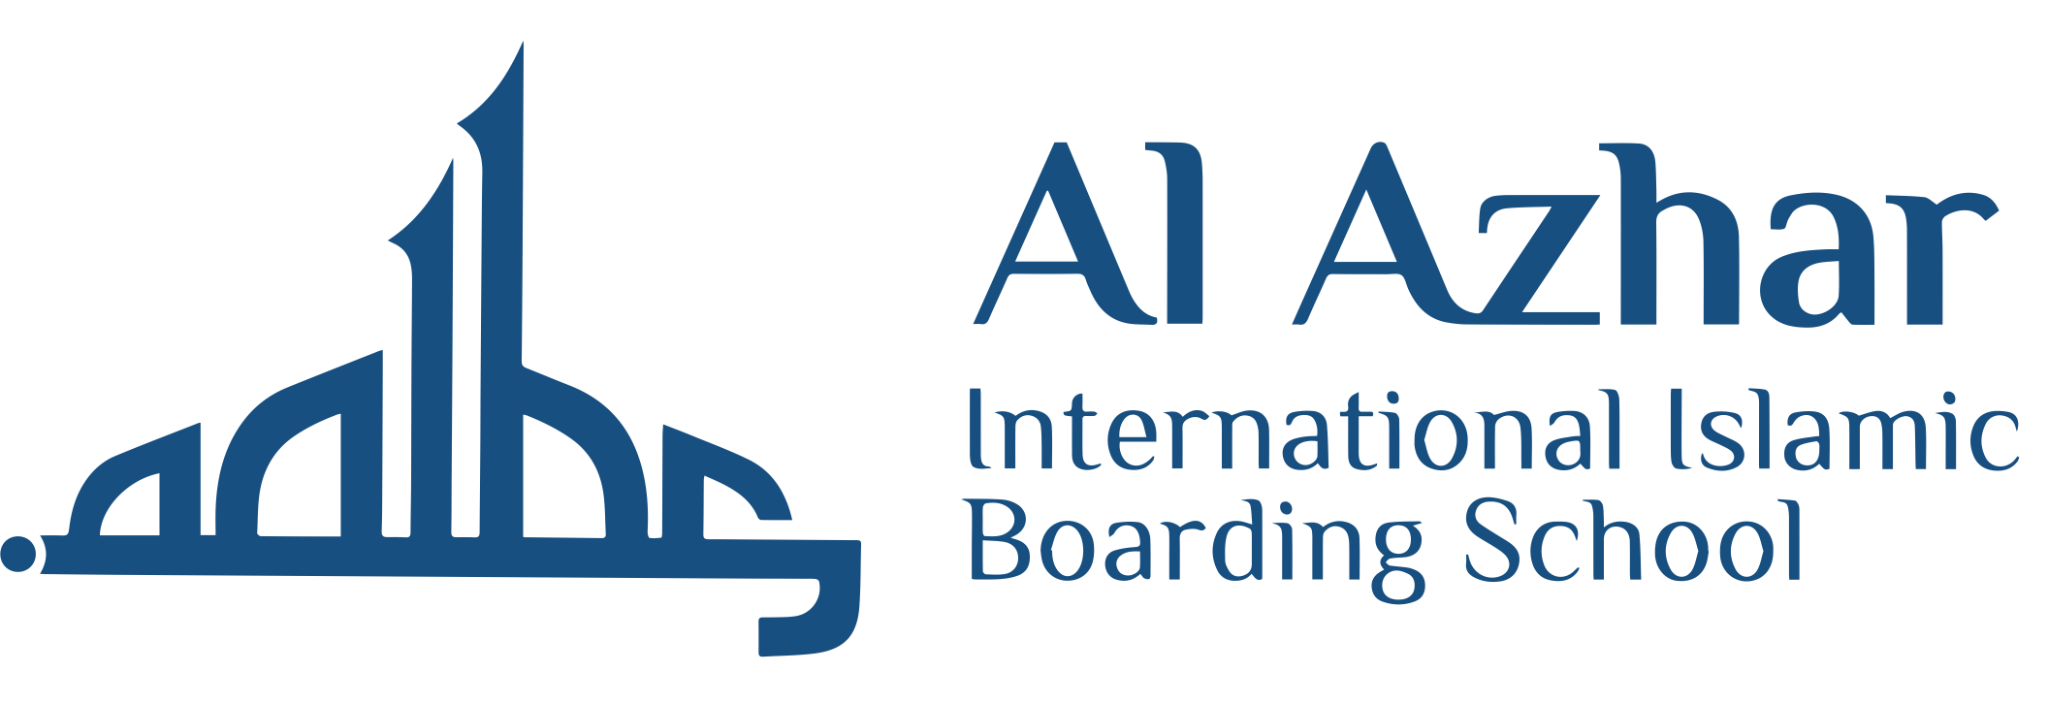 Al Azhar
International Islamic
Boarding School